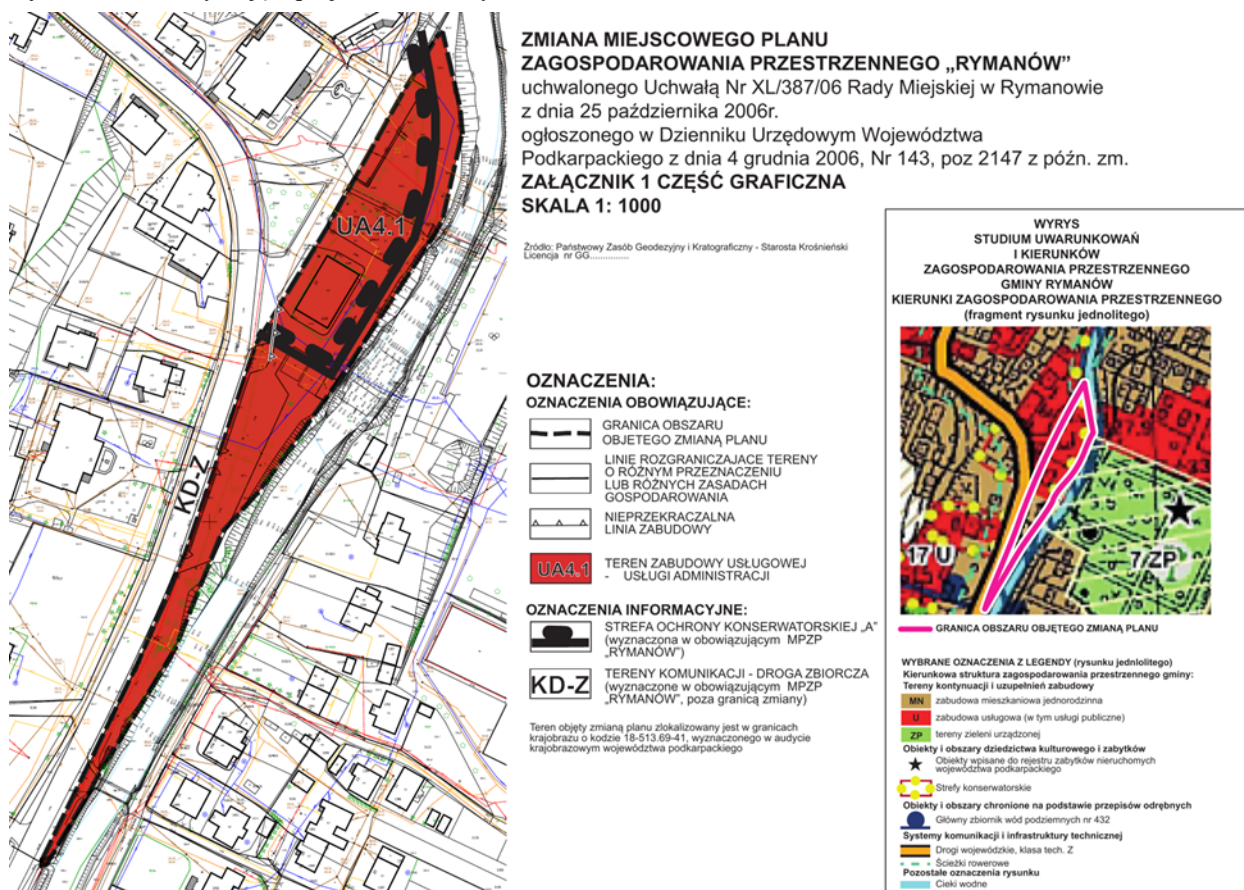 ZMIANA MIEJSCOWEGO PLANU
ZAGOSPODAROWANIA PRZESTRZENNEGO „RYMANÓW”
uchwalonego Uchwałą Nr XL/387/06 Rady Miejskiej w Rymanowie
z dnia 25 października 2006r.
ogłoszonego w Dzienniku Urzędowym Województwa
Podkarpackiego z dnia 4 grudnia 2006, Nr 143, poz 2147 z późn. zm.
ZAŁĄCZNIK 1 CZĘŚĆ GRAFICZNA
SKALA 1: 1000
Źródło: Państwowy Zasób Geodezyjny i Kratograficzny - Starosta Krośnieński
Licencja nr GG...............
UA4.1
KD-Z
OZNACZENIA:
OZNACZENIA OBOWIĄZUJĄCE:
GRANICA OBSZARU
OBJETEGO ZMIANĄ PLANU
LINIE ROZGRANICZAJACE TERENY
O RÓŻNYM PRZEZNACZENIU
LUB RÓŻNYCH ZASADACH
GOSPODAROWANIA
NIEPRZEKRACZALNA
LINIA ZABUDOWY
UA4.1
TEREN ZABUDOWY USŁUGOWEJ
- USŁUGI ADMINISTRACJI
OZNACZENIA INFORMACYJNE:
STREFA OCHRONY KONSERWATORSKIEJ „A”
(wyznaczona w obowiązującym MPZP
„RYMANÓW”)
KD-Z
TERENY KOMUNIKACJI - DROGA ZBIORCZA
(wyznaczone w obowiązującym MPZP
„RYMANÓW”, poza granicą zmiany)
Teren objęty zmianą planu zlokalizowany jest w granicach
krajobrazu o kodzie 18-513.69-41, wyznaczonego w audycie
krajobrazowym województwa podkarpackiego
WYRYS
STUDIUM UWARUNKOWAŃ
I KIERUNKÓW
ZAGOSPODAROWANIA PRZESTRZENNEGO
GMINY RYMANÓW
KIERUNKI ZAGOSPODAROWANIA PRZESTRZENNEGO
(fragment rysunku jednolitego)
17 U
7/ZP
GRANICA OBSZARU OBJĘTEGO ZMIANĄ PLANU
WYBRANE OZNACZENIA Z LEGENDY (rysunku jednlolitego)
Kierunkowa struktura zagospodarowania przestrzennego gminy:
Tereny kontynuacji i uzupełnień zabudowy
MN zabudowa mieszkaniowa jednorodzinna
U zabudowa usługowa (w tym usługi publiczne)
ZP tereny zieleni urządzonej
Obiekty i obszary dziedzictwa kulturowego i zabytków
Obiekty wpisane do rejestru zabytków nieruchomych
województwa podkarpackiego
Strefy konserwatorskie
Obiekty i obszary chronione na podstawie przepisów odrębnych
Główny zbiornik wód podziemnych nr 432
Systemy komunikacji i infrastruktury technicznej
Drogi wojewódzkie, klasa tech. Z
Ścieżki rowerowe
Pozostałe oznaczenia rysunku
Cieki wodne